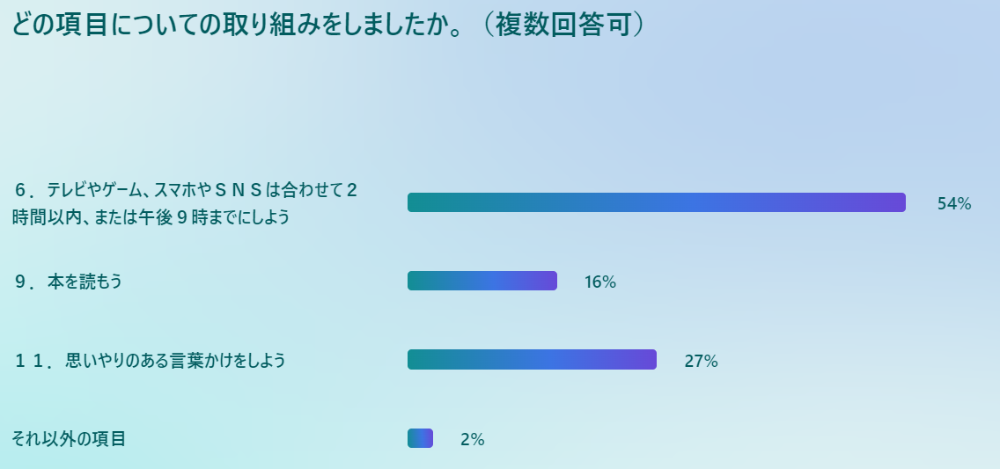 どの項目についての取り組みをしましたか。（複数回答可）
６．テレビやゲーム、スマホやＳＮＳは合わせて２
時間以内、または午後９時までにしよう
54%
９．本を読もう
16%
１１．思いやりのある言葉かけをしよう
27%
それ以外の項目
2%